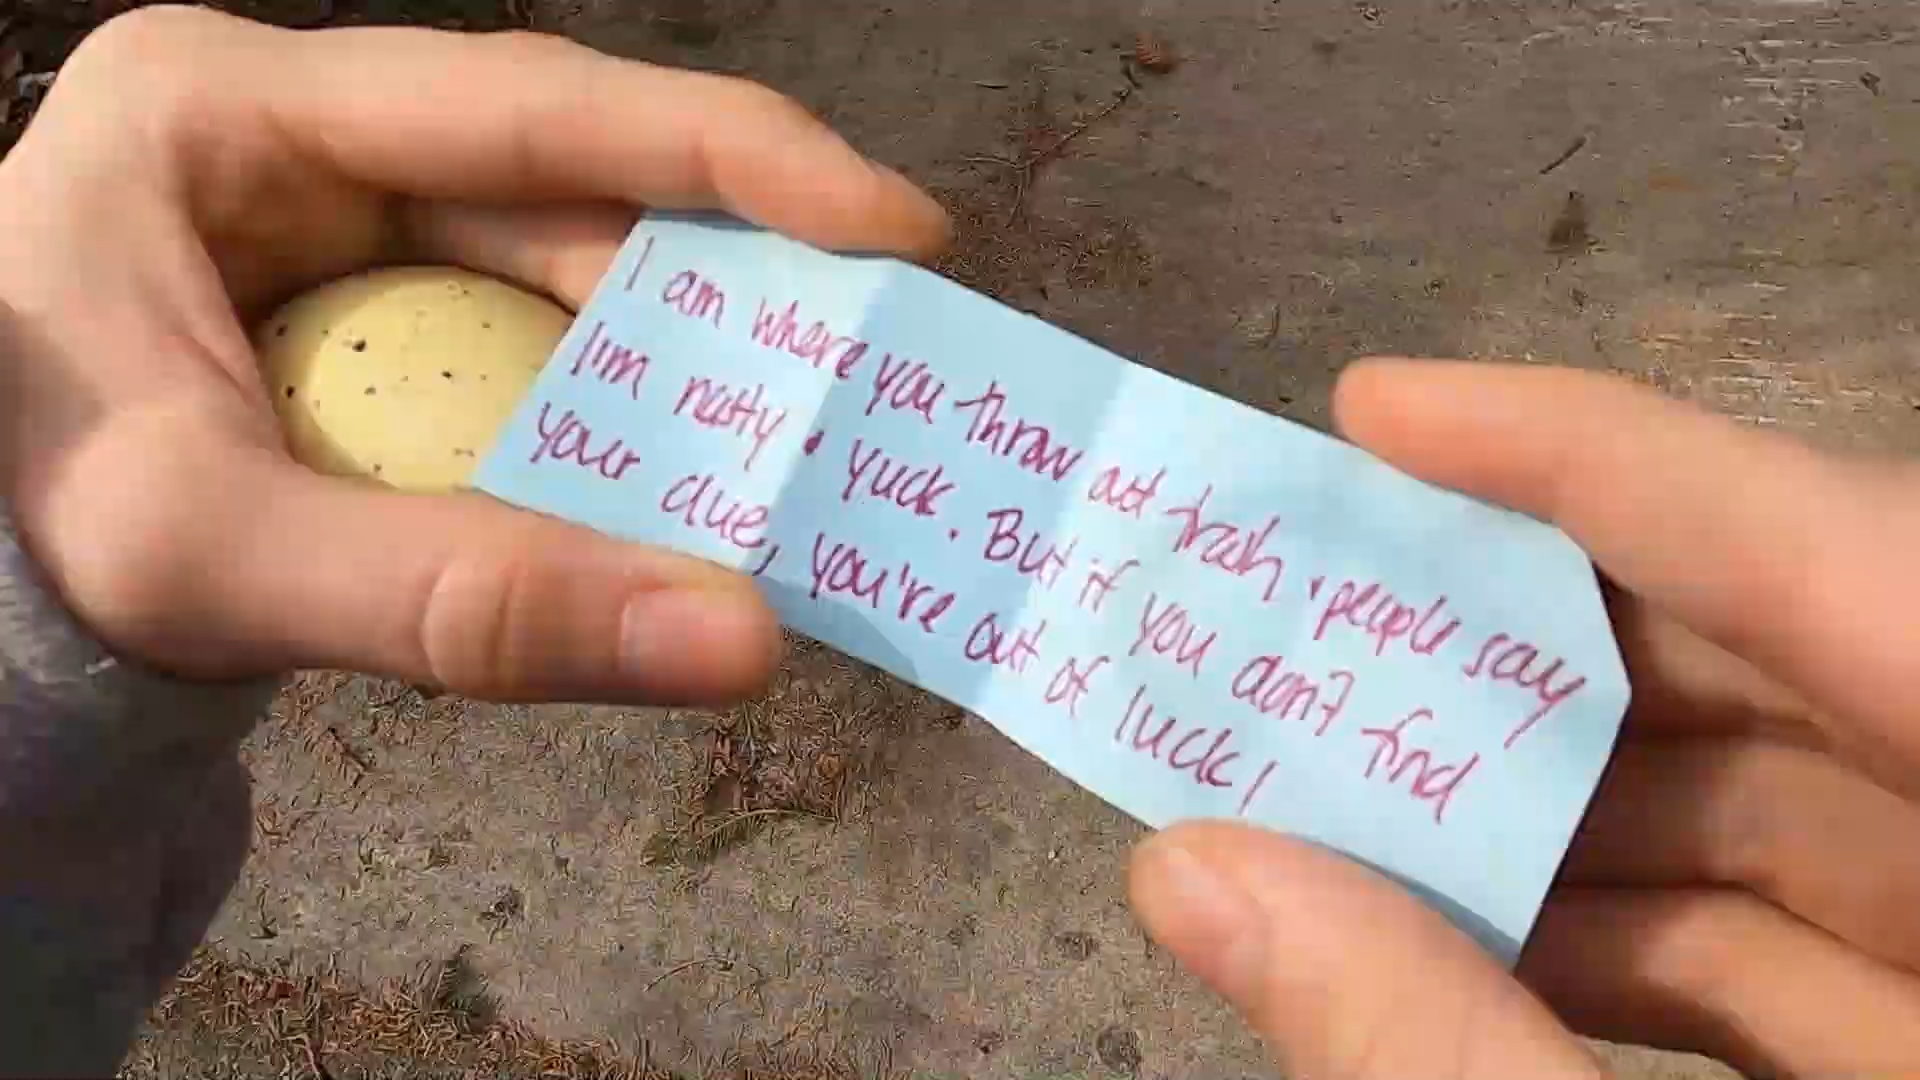 I am where you throw out trash. people say
I'm nasty. Yuck. But if you don't find
your clue, you're out of luck!